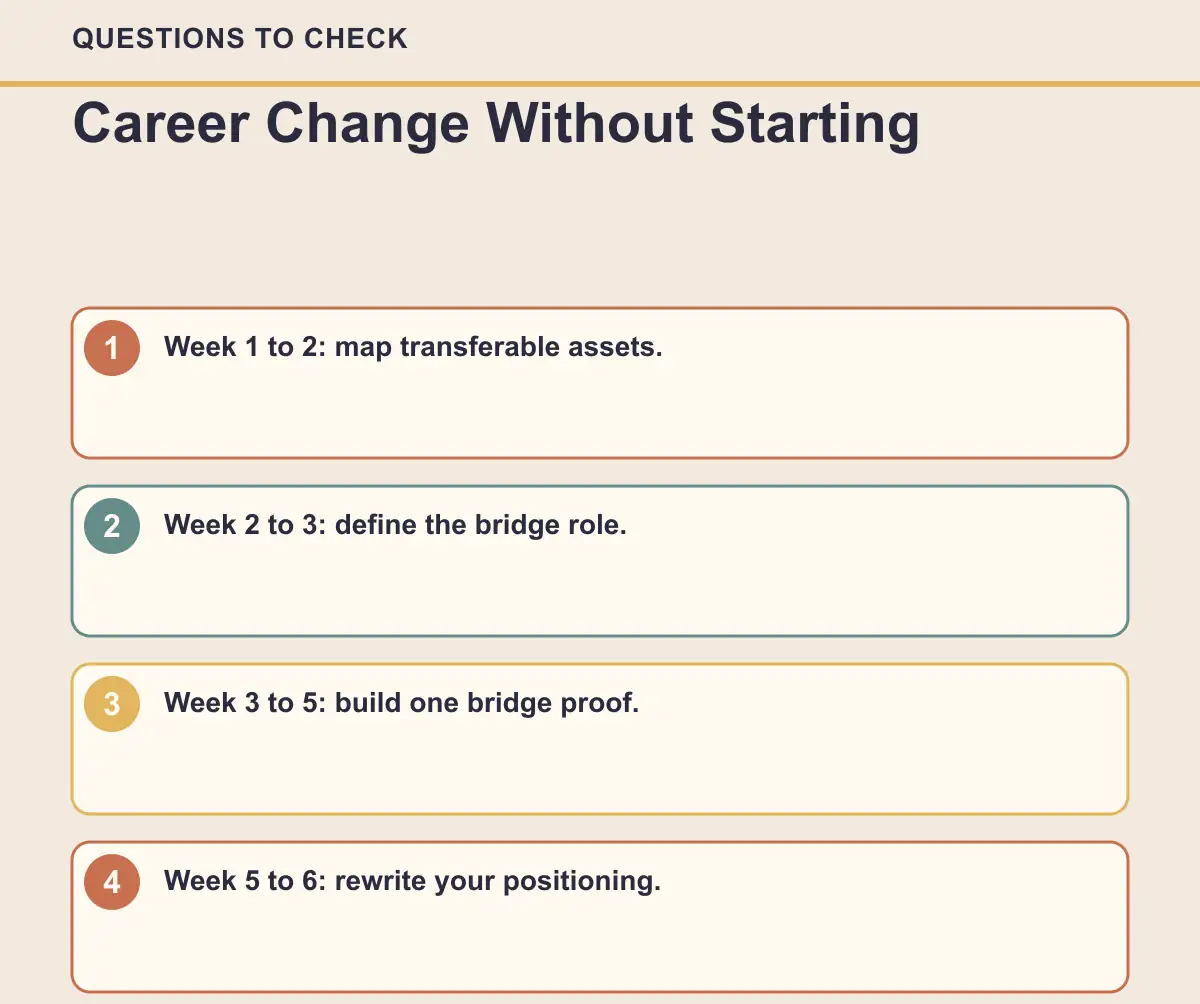 QUESTIONS TO CHECK
Career Change Without Starting
1
Week 1 to 2: map transferable assets.
2
Week 2 to 3: define the bridge role.
3
Week 3 to 5: build one bridge proof.
4
Week 5 to 6: rewrite your positioning.